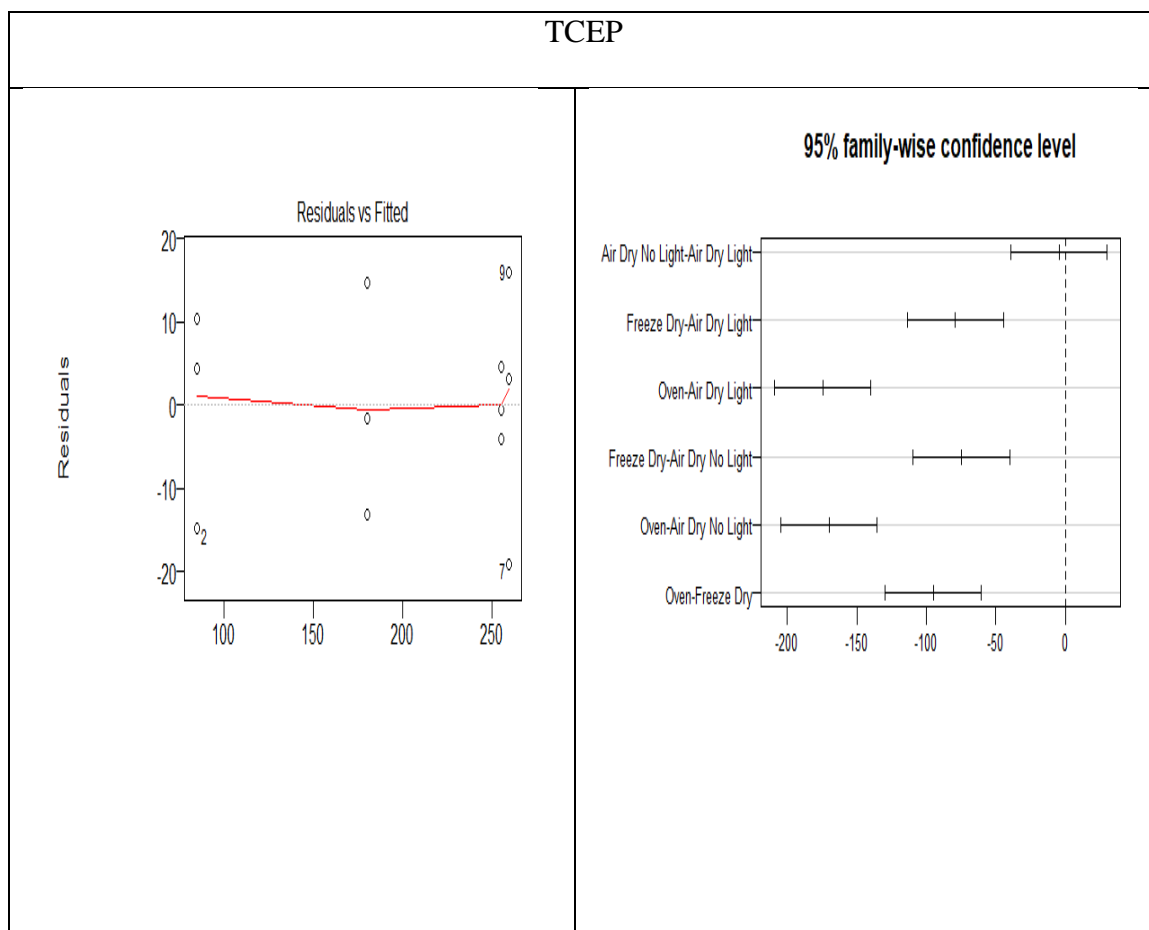 TCEP
Residuals vs Fitted
Residuals
20
10
0
-10
-20
9
2
7
100 150 200 250
95% family-wise confidence level
Air Dry No Light-Air Dry Light
Freeze Dry-Air Dry Light
Oven-Air Dry Light
Freeze Dry-Air Dry No Light
Oven-Air Dry No Light
Oven-Freeze Dry
-200 -150 -100 -50 0